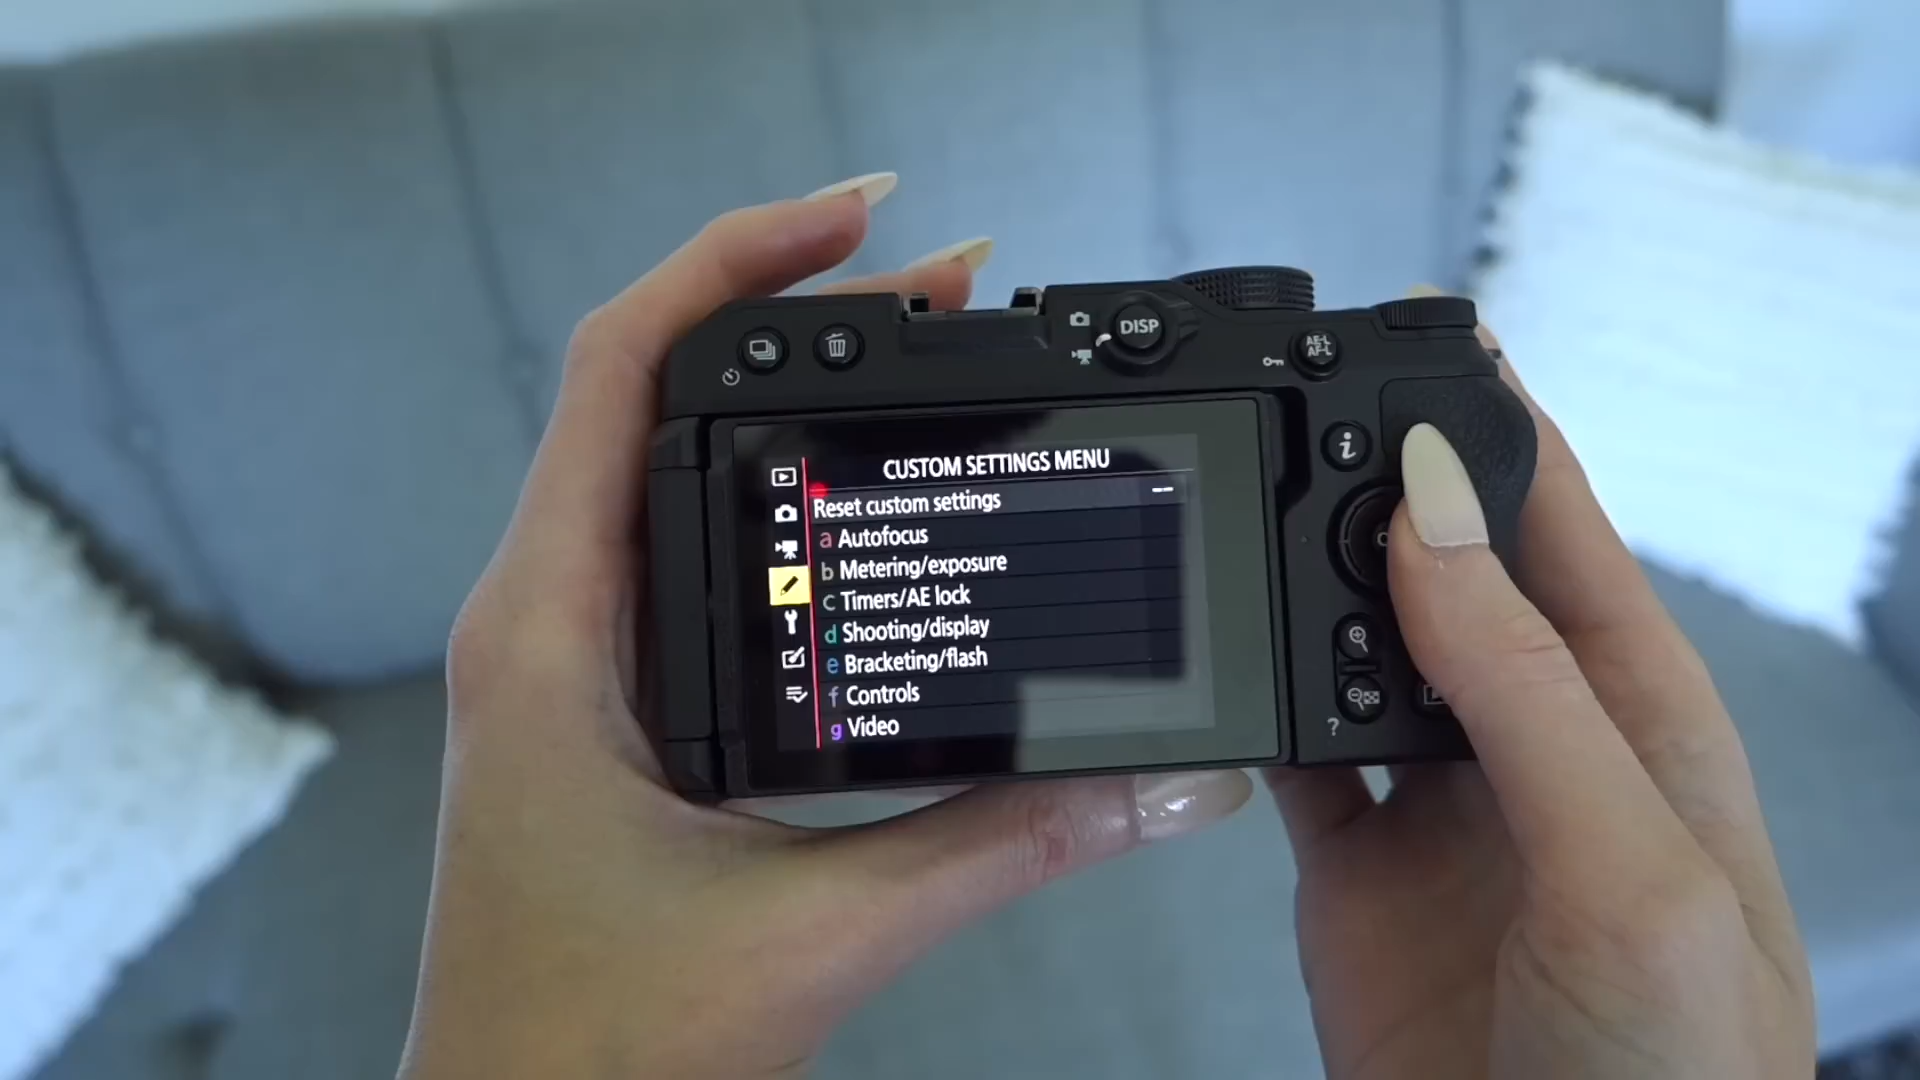 DISP
AE-L
AF-L
i
CUSTOM SETTINGS MENU
Reset custom settings --
a Autofocus
b Metering/exposure
c Timers/AE lock
d Shooting/display
e Bracketing/flash
f Controls
g Video
?